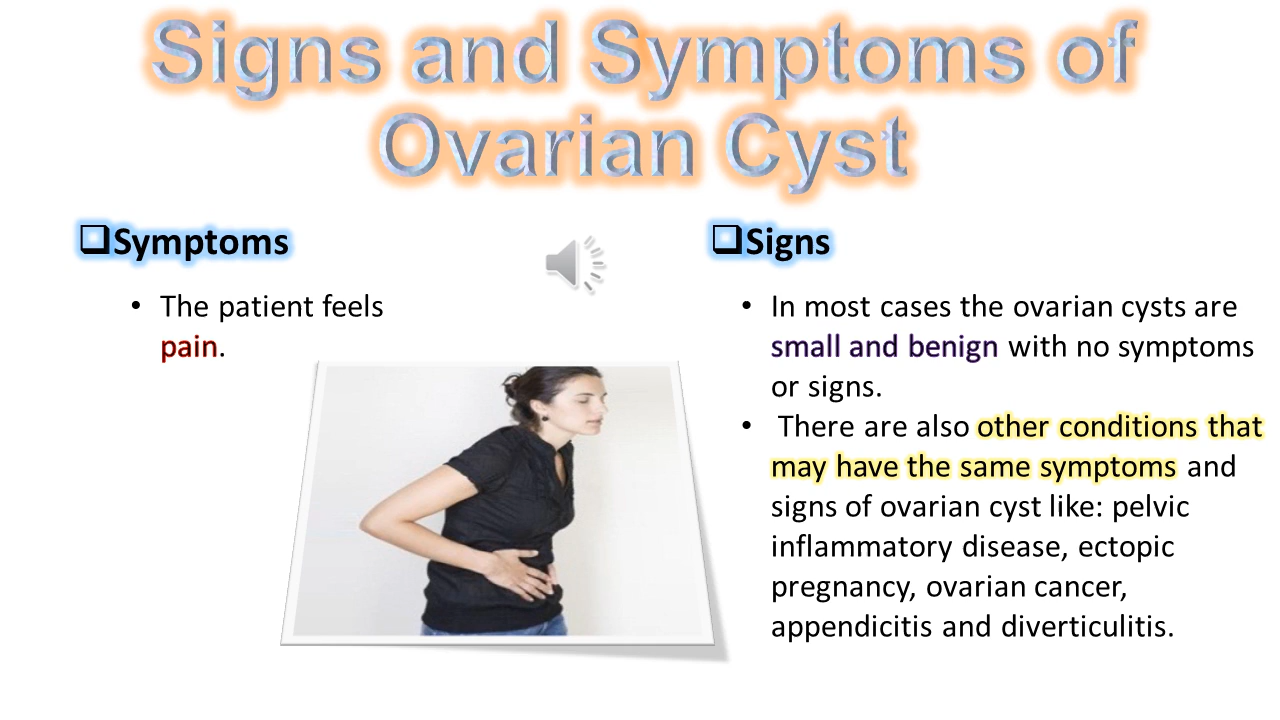 Signs and Symptoms of
Ovarian Cyst
❑Symptoms
• The patient feels
pain.
❑Signs
• In most cases the ovarian cysts are
small and benign with no symptoms
or signs.
• There are also other conditions that
may have the same symptoms and
signs of ovarian cyst like: pelvic
inflammatory disease, ectopic
pregnancy, ovarian cancer,
appendicitis and diverticulitis.